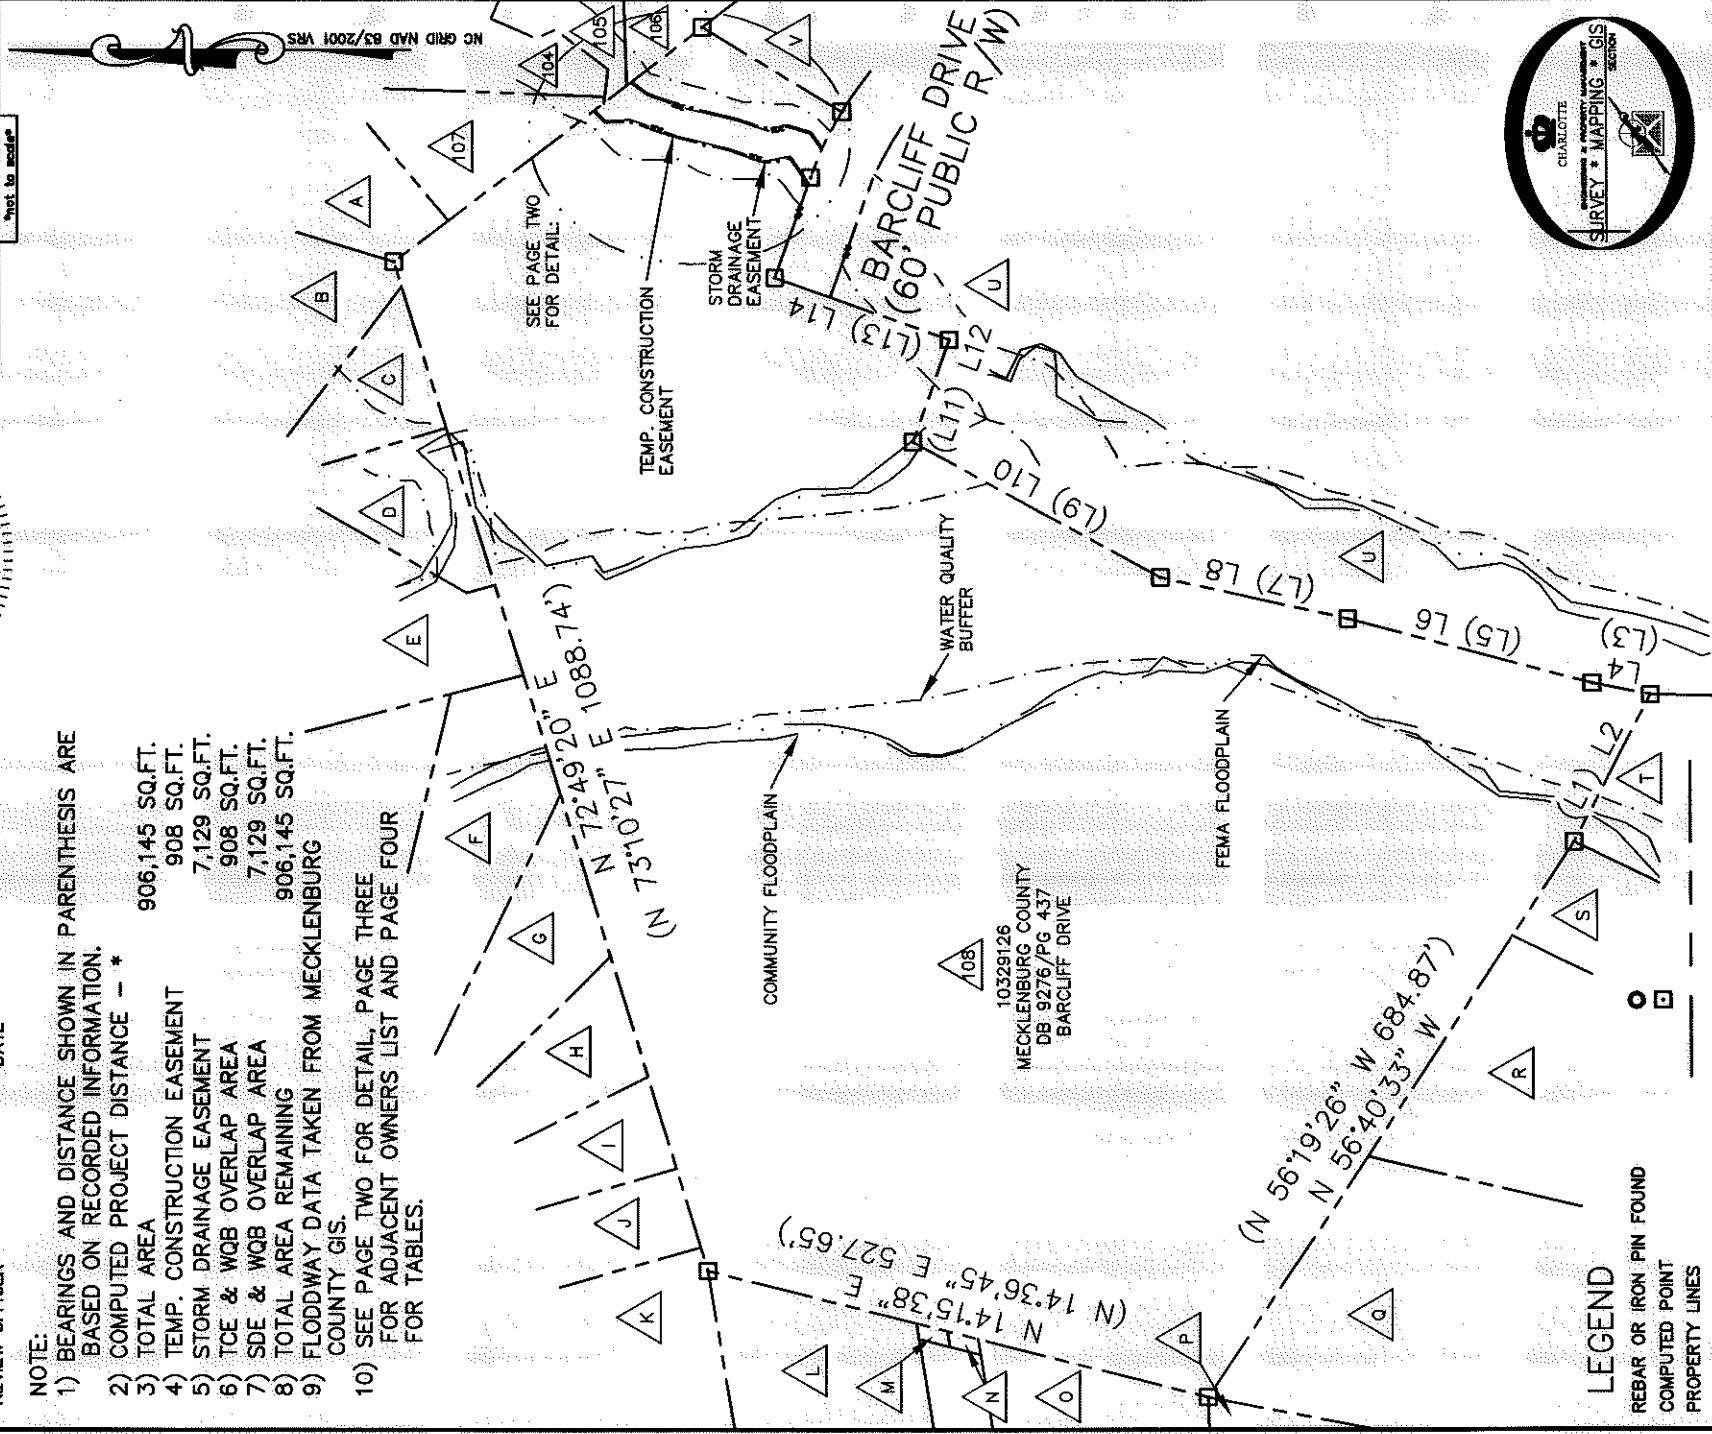 NOTE:
1) BEARINGS AND DISTANCE SHOWN IN PARENTHESIS ARE
BASED ON RECORDED INFORMATION.
2) COMPUTED PROJECT DISTANCE - *
3) TOTAL AREA 906,145 SQ.FT.
4) TEMP. CONSTRUCTION EASEMENT 908 SQ.FT.
5) STORM DRAINAGE EASEMENT 7,129 SQ.FT.
6) TCE & WQB OVERLAP AREA 908 SQ.FT.
7) SDE & WQB OVERLAP AREA 7,129 SQ.FT.
8) TOTAL AREA REMAINING 906,145 SQ.FT.
9) FLODDWAY DATA TAKEN FROM MECKLENBURG
COUNTY GIS.
10) SEE PAGE TWO FOR DETAIL, PAGE THREE
FOR ADJACENT OWNERS LIST AND PAGE FOUR
FOR TABLES.
*not to scale*
NC GRID NAD 83/2001 VRS
K
J
I
H
G
F
E
D
C
B
A
107
104
105
106
V
N 72°49'20" E
(N 73°10'27" E 1088.74')
SEE PAGE TWO
FOR DETAIL:
TEMP. CONSTRUCTION
EASEMENT
STORM
DRAINAGE
EASEMENT
BARCLIFF DRIVE
(60' PUBLIC R/W)
(L13) L14
L12
(L11)
(L9) L10
(L7) L8
(L5) L6
(L3)
L4
L2
(L1)
U
U
T
S
R
Q
P
O
N
M
L
WATER QUALITY
BUFFER
COMMUNITY FLOODPLAIN
FEMA FLOODPLAIN
108
10329126
MECKLENBURG COUNTY
DB 9276/PG 437
BARCLIFF DRIVE
N 14°15'38" E
(N 14°36'45" E 527.65')
(N 56°19'26" W 684.87')
N 56°40'33" W
LEGEND
REBAR OR IRON PIN FOUND
COMPUTED POINT
PROPERTY LINES
CHARLOTTE
ENGINEERING & PROPERTY MANAGEMENT
SURVEY * MAPPING * GIS
SECTION